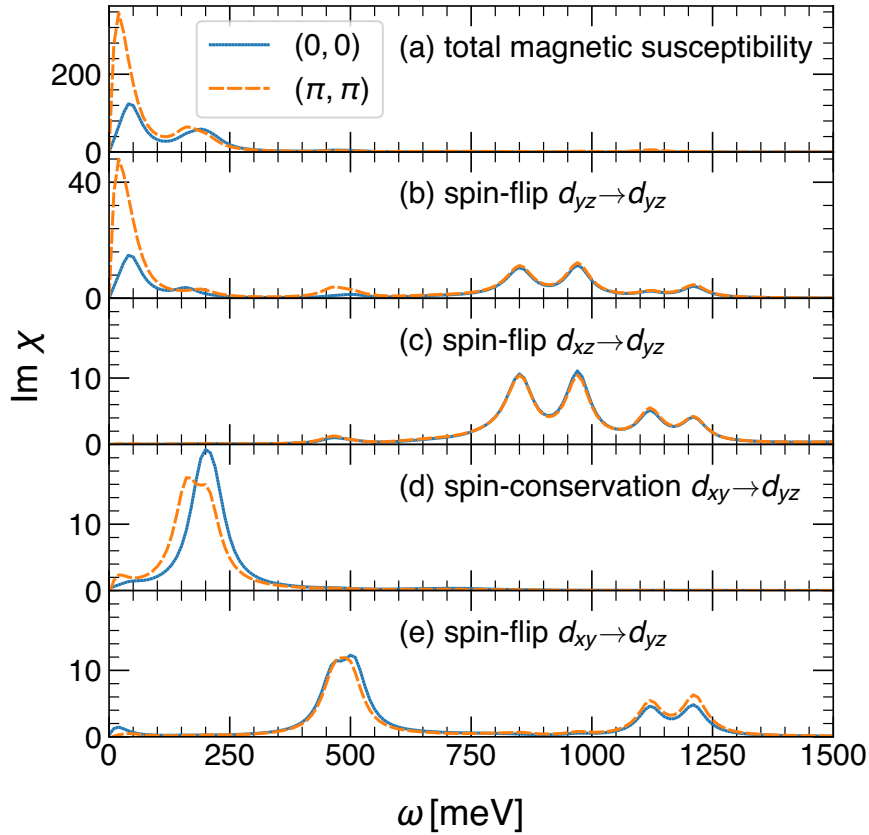 (0, 0)
(π, π)
(a) total magnetic susceptibility
200
0
(b) spin-flip d_yz→d_yz
40
0
(c) spin-flip d_xz→d_yz
10
0
(d) spin-conservation d_xy→d_yz
10
0
(e) spin-flip d_xy→d_yz
10
0
0 250 500 750 1000 1250 1500
Im χ
ω [meV]